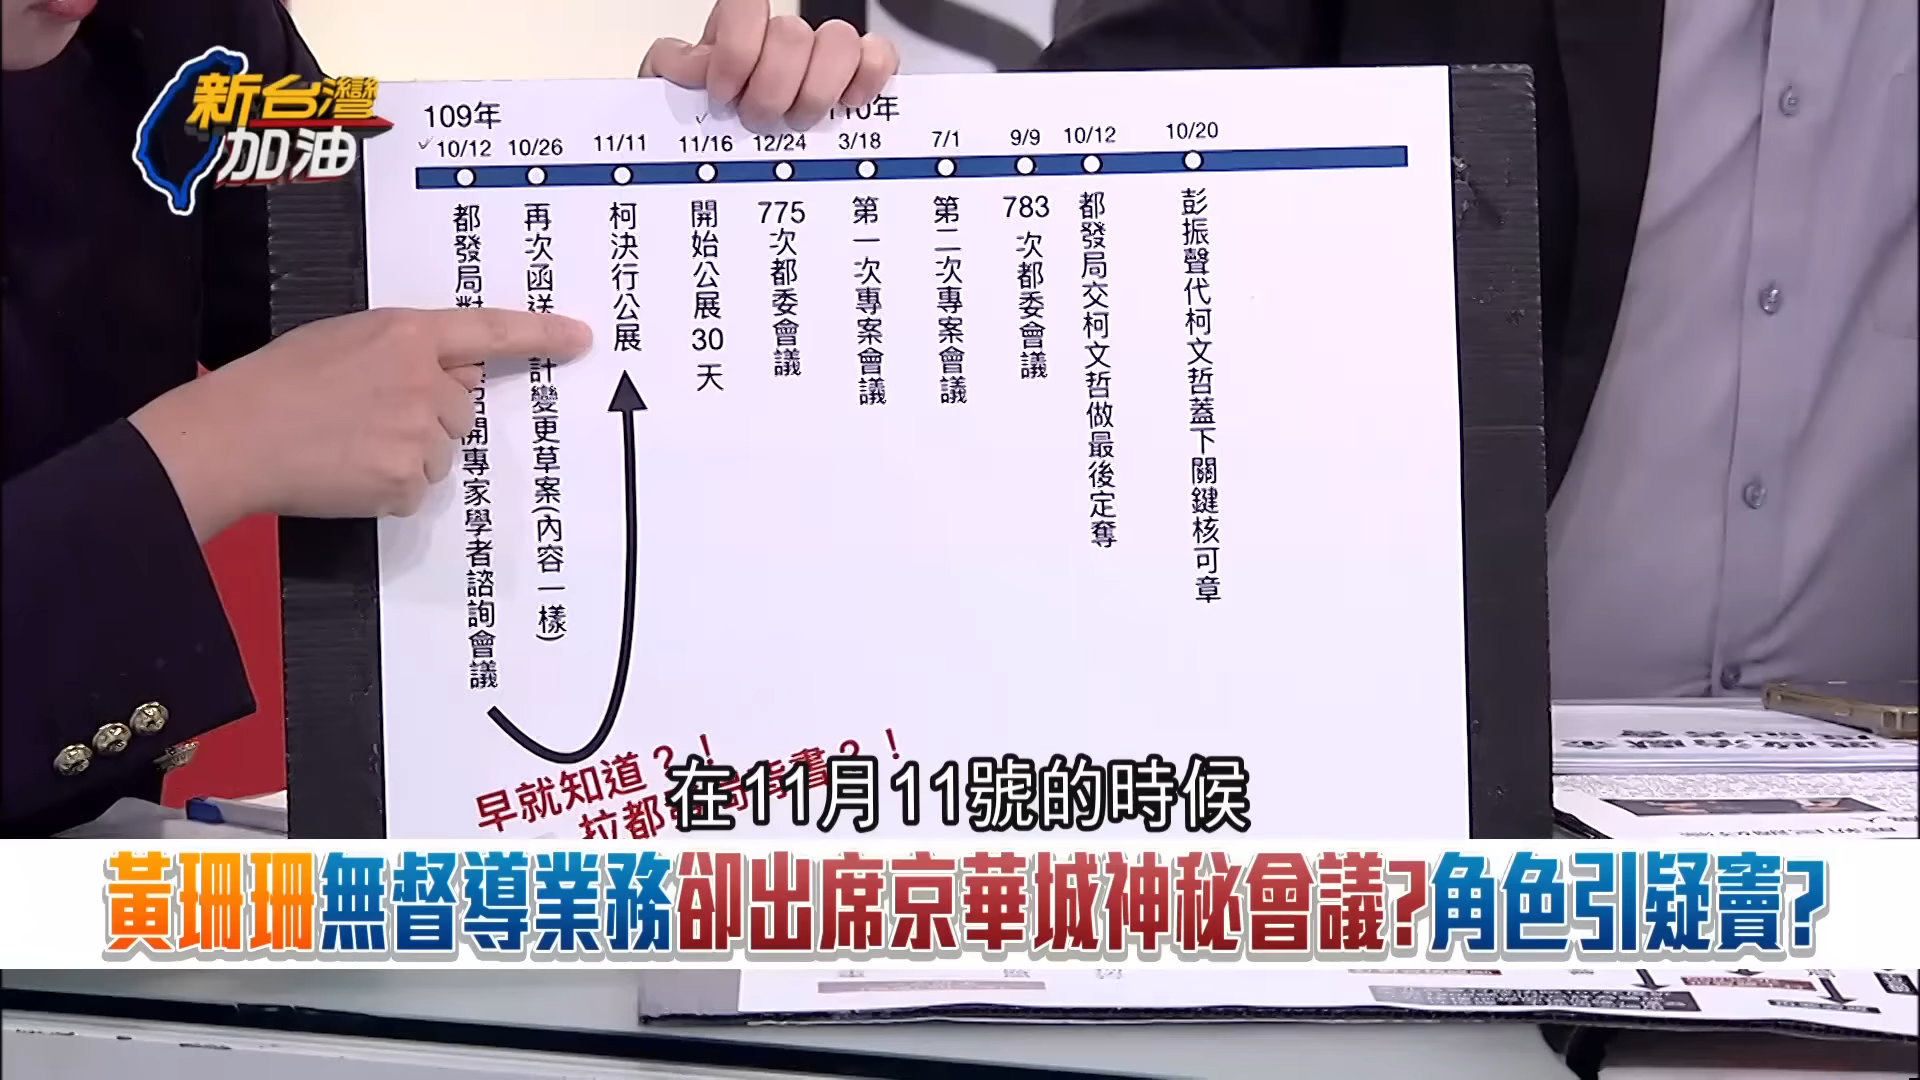 新台灣
加油
109年
110年
10/12
10/26
11/11
11/16
12/24
3/18
7/1
9/9
10/12
10/20
都發局對 開專家學者諮詢會議
再次函送 計變更草案(內容一樣)
柯決行公展
開始公展30天
775次都委會議
第一次專案會議
第二次專案會議
783次都委會議
都發局交柯文哲做最後定奪
彭振聲代柯文哲蓋下關鍵核可章
早就知道?!
拉都 背書?!
在11月11號的時候
黃珊珊無督導業務卻出席京華城神秘會議?角色引疑竇?